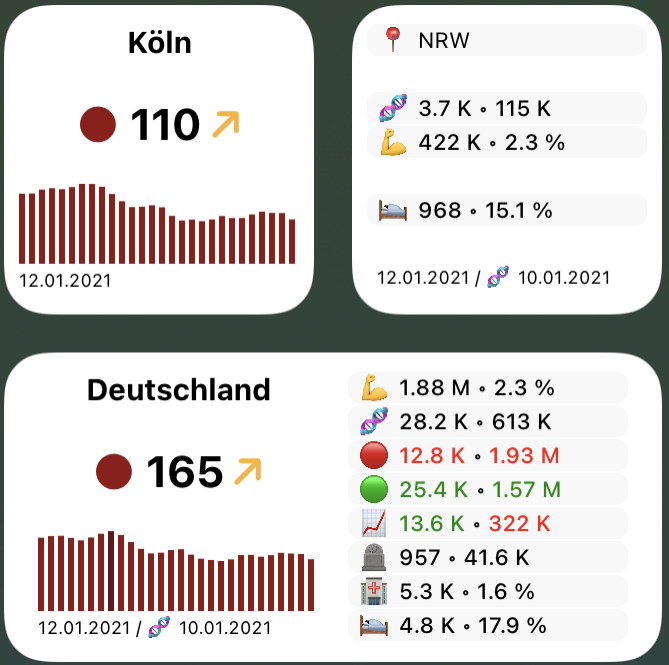 Köln
110
12.01.2021
NRW
3.7 K • 115 K
422 K • 2.3 %
968 • 15.1 %
12.01.2021 / 10.01.2021
Deutschland
165
12.01.2021 / 10.01.2021
1.88 M • 2.3 %
28.2 K • 613 K
12.8 K • 1.93 M
25.4 K • 1.57 M
13.6 K • 322 K
957 • 41.6 K
5.3 K • 1.6 %
4.8 K • 17.9 %